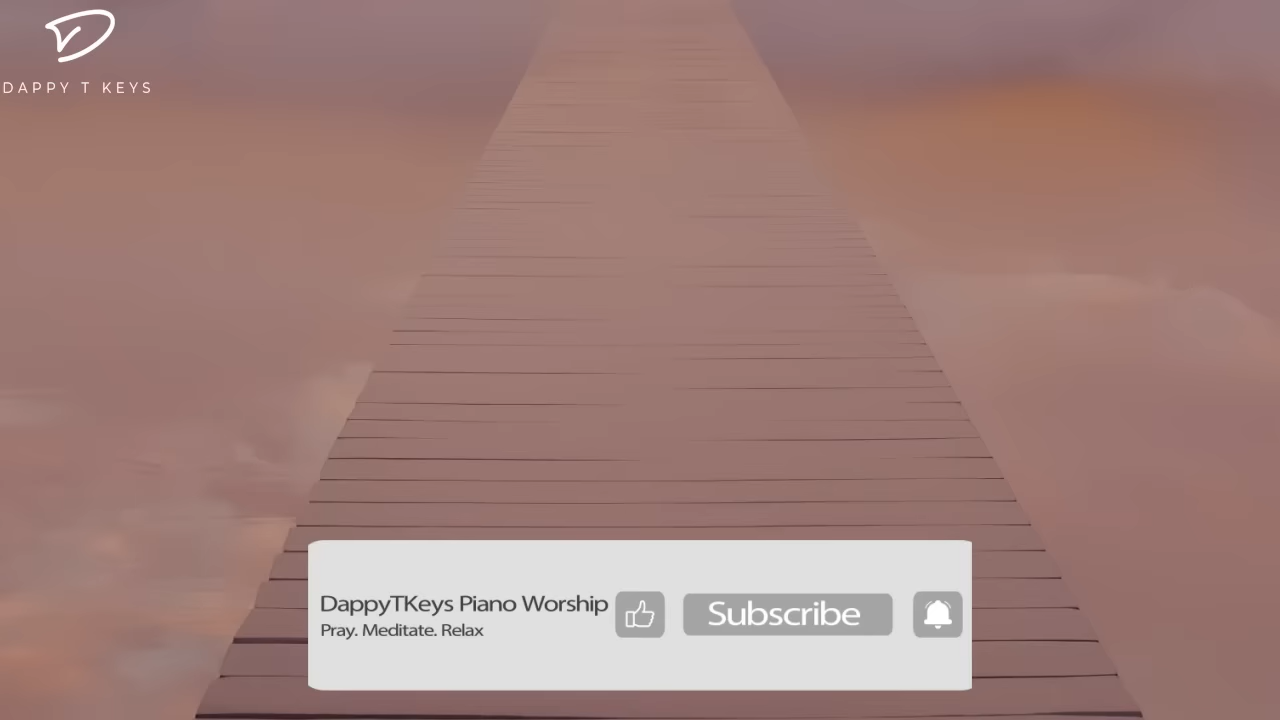 DAPPY T KEYS
DappyTKeys Piano Worship
Pray. Meditate. Relax
Subscribe